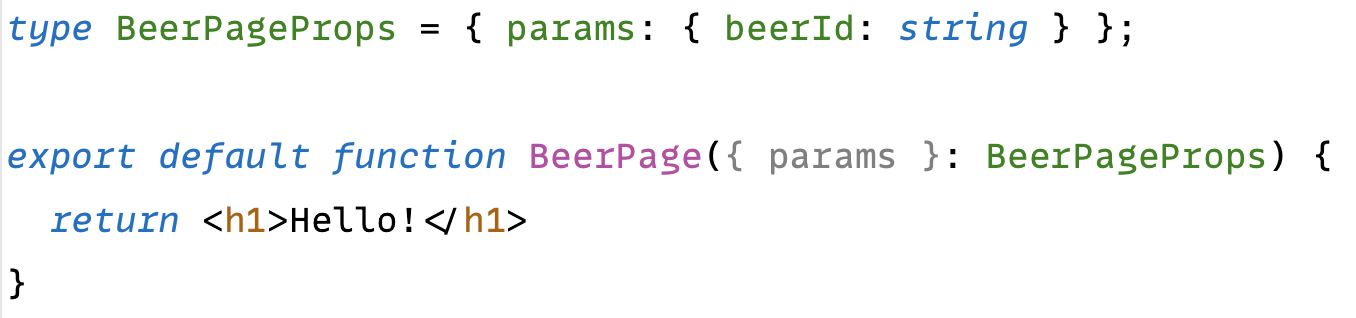 type BeerPageProps = { params: { beerId: string } };
export default function BeerPage({ params }: BeerPageProps) {
return <h1>Hello!</h1>
}